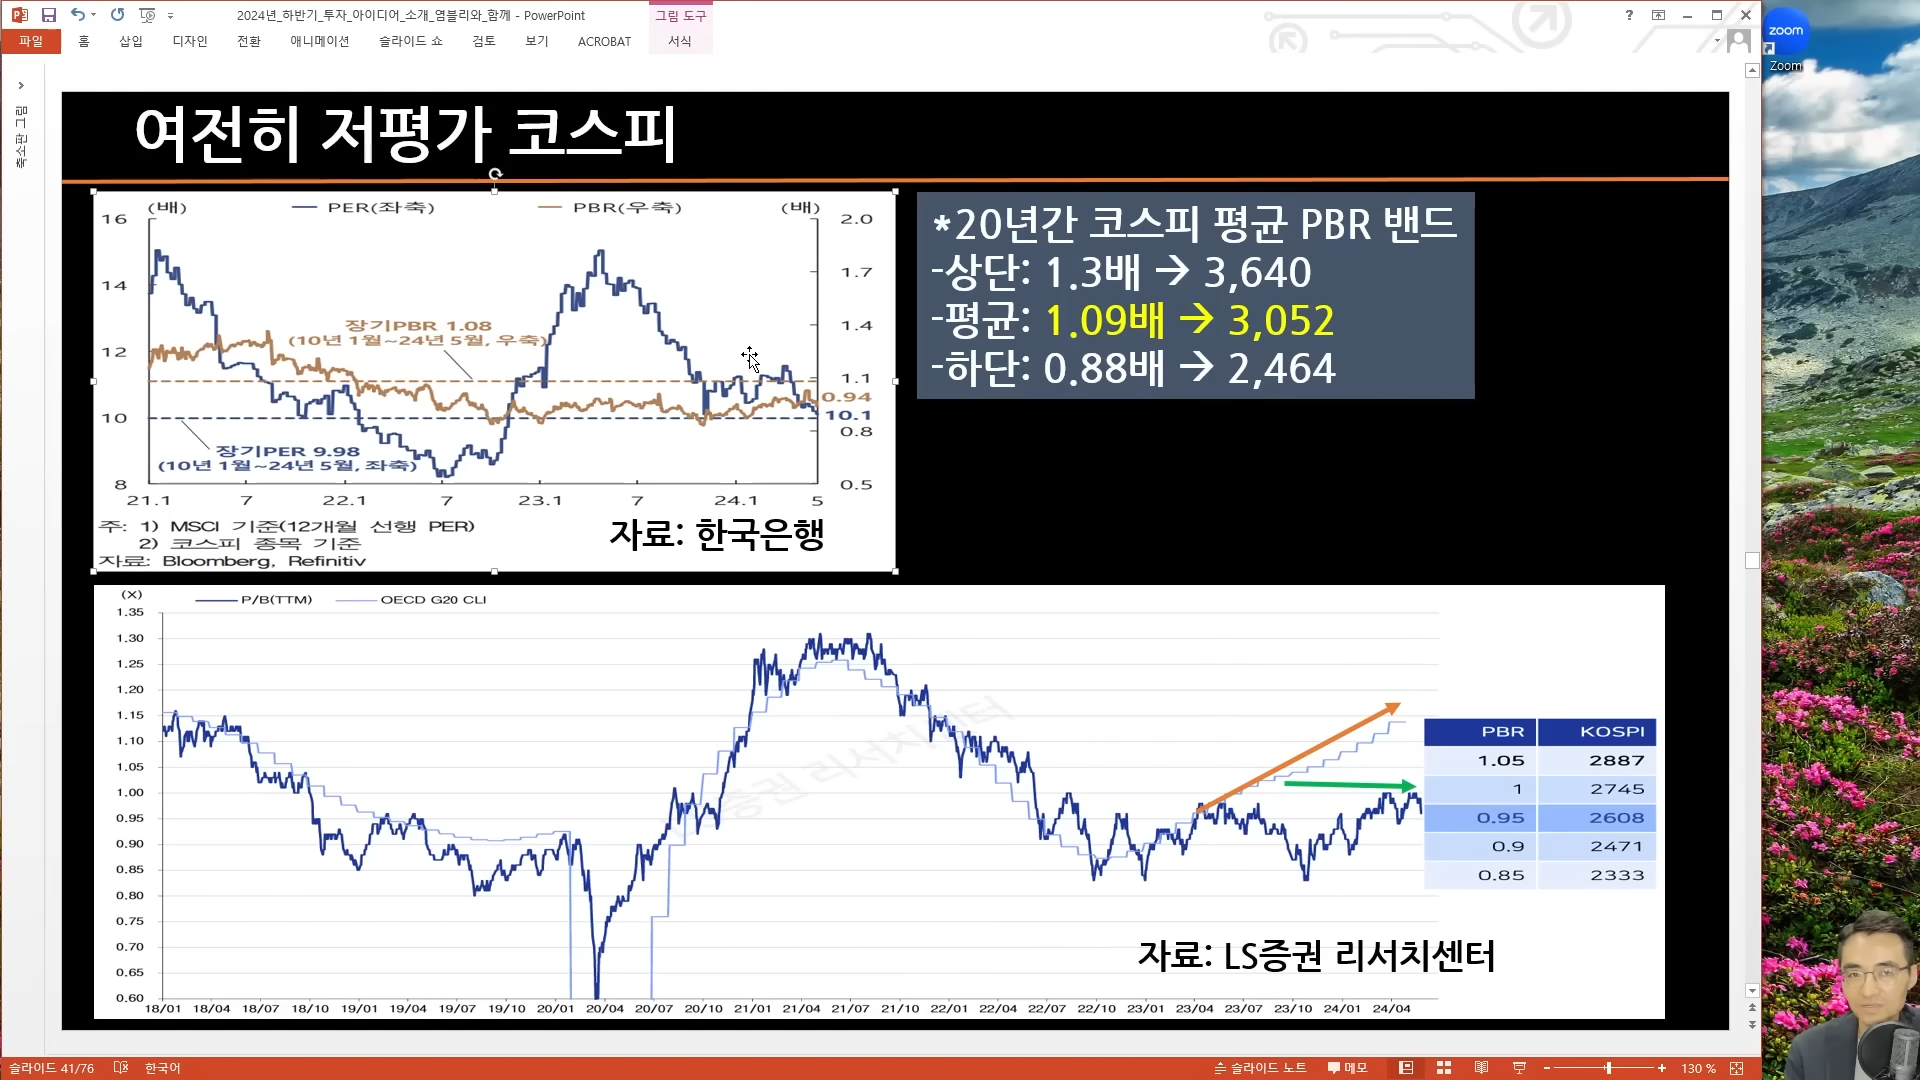 2024년_하반기_투자_아이디어_소개_염블리와_함께 - PowerPoint
그림 도구
파일 홈 삽입 디자인 전환 애니메이션 슬라이드 쇼 검토 보기 ACROBAT 서식
Zoom
zoom
축소판 그림
여전히 저평가 코스피
(배) PER(좌축) PBR(우축) (배)
16 2.0
14 1.7
12 1.4
10 1.1
8 0.8
0.5
장기PBR 1.08
(10년 1월~24년 5월, 우축)
0.94
10.1
장기PER 9.98
(10년 1월~24년 5월, 좌축)
21.1 7 22.1 7 23.1 7 24.1 5
주: 1) MSCI 기준(12개월 선행 PER)
2) 코스피 종목 기준
자료: Bloomberg, Refinitiv
자료: 한국은행
*20년간 코스피 평균 PBR 밴드
-상단: 1.3배 → 3,640
-평균: 1.09배 → 3,052
-하단: 0.88배 → 2,464
(X) P/B(TTM) OECD G20 CLI
1.35
1.30
1.25
1.20
1.15
1.10
1.05
1.00
0.95
0.90
0.85
0.80
0.75
0.70
0.65
0.60
18/01 18/04 18/07 18/10 19/01 19/04 19/07 19/10 20/01 20/04 20/07 20/10 21/01 21/04 21/07 21/10 22/01 22/04 22/07 22/10 23/01 23/04 23/07 23/10 24/01 24/04
증권 리서치센터
PBR KOSPI
1.05 2887
1 2745
0.95 2608
0.9 2471
0.85 2333
자료: LS증권 리서치센터
슬라이드 41/76 한국어 슬라이드 노트 메모 130 %